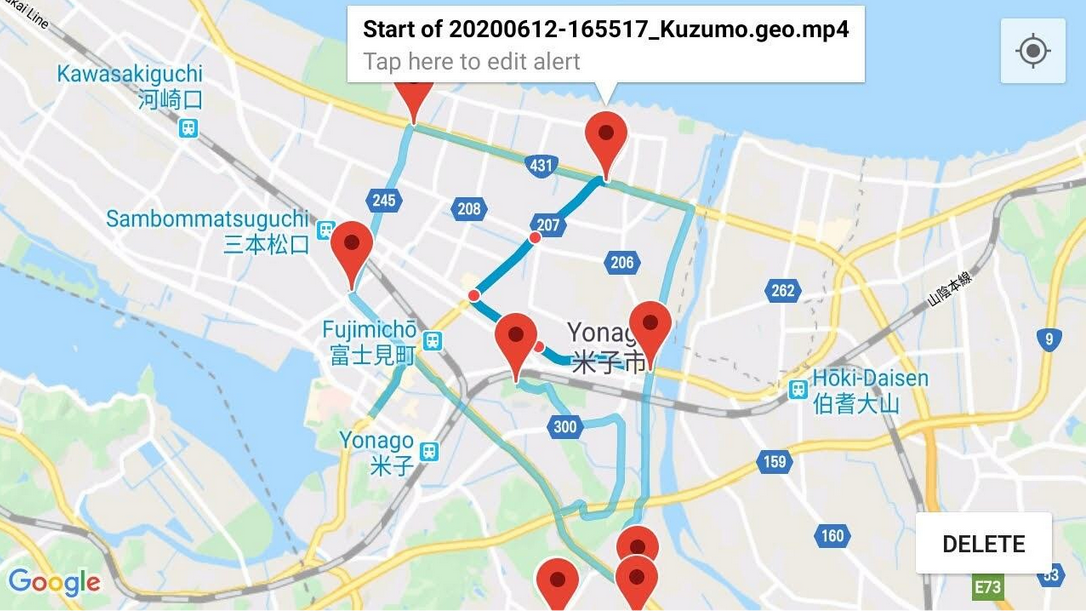 Start of 20200612-165517_Kuzumo.geo.mp4
Tap here to edit alert
kai Line
Kawasakiguchi
河崎口
431
245
208
Sambommatsuguchi
三本松口
207
206
262
山陰本線
Fujimichō
富士見町
Yonag
米子市
9
Hōki-Daisen
伯耆大山
300
Yonago
米子
159
160
DELETE
Google
E73
53